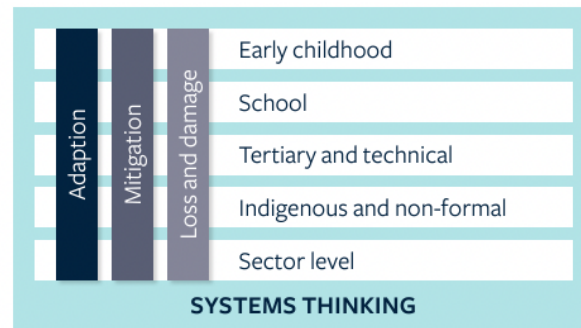 Adaption
Mitigation
Loss and damage
Early childhood
School
Tertiary and technical
Indigenous and non-formal
Sector level
SYSTEMS THINKING